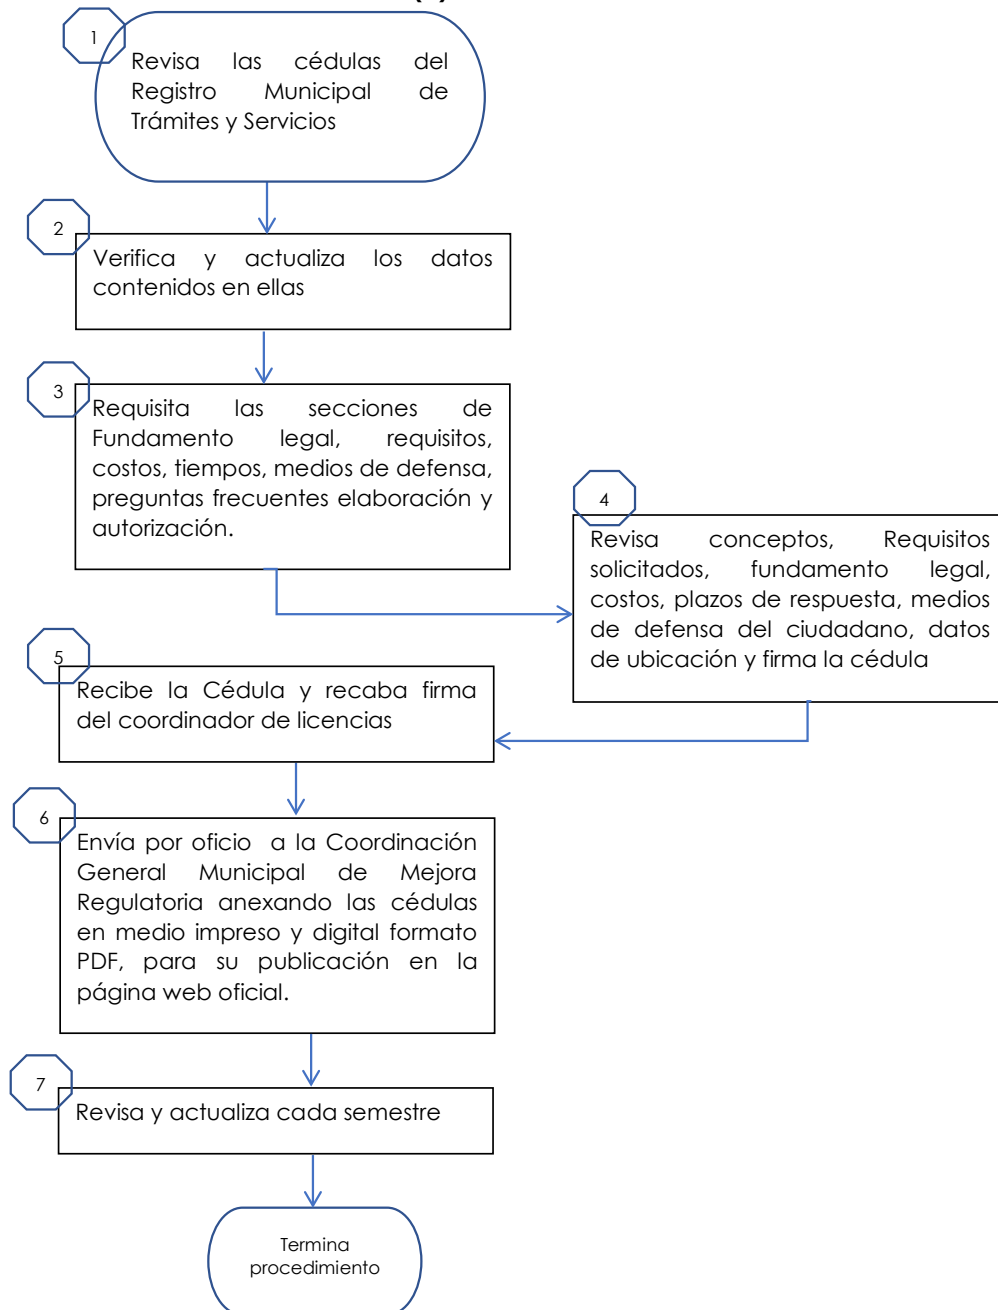 1
Revisa las cédulas del
Registro Municipal de
Trámites y Servicios
2
Verifica y actualiza los datos
contenidos en ellas
3
Requisita las secciones de
Fundamento legal, requisitos,
costos, tiempos, medios de defensa,
preguntas frecuentes elaboración y
autorización.
4
Revisa conceptos, Requisitos
solicitados, fundamento legal,
costos, plazos de respuesta, medios
de defensa del ciudadano, datos
de ubicación y firma la cédula
5
Recibe la Cédula y recaba firma
del coordinador de licencias
6
Envía por oficio a la Coordinación
General Municipal de Mejora
Regulatoria anexando las cédulas
en medio impreso y digital formato
PDF, para su publicación en la
página web oficial.
7
Revisa y actualiza cada semestre
Termina
procedimiento